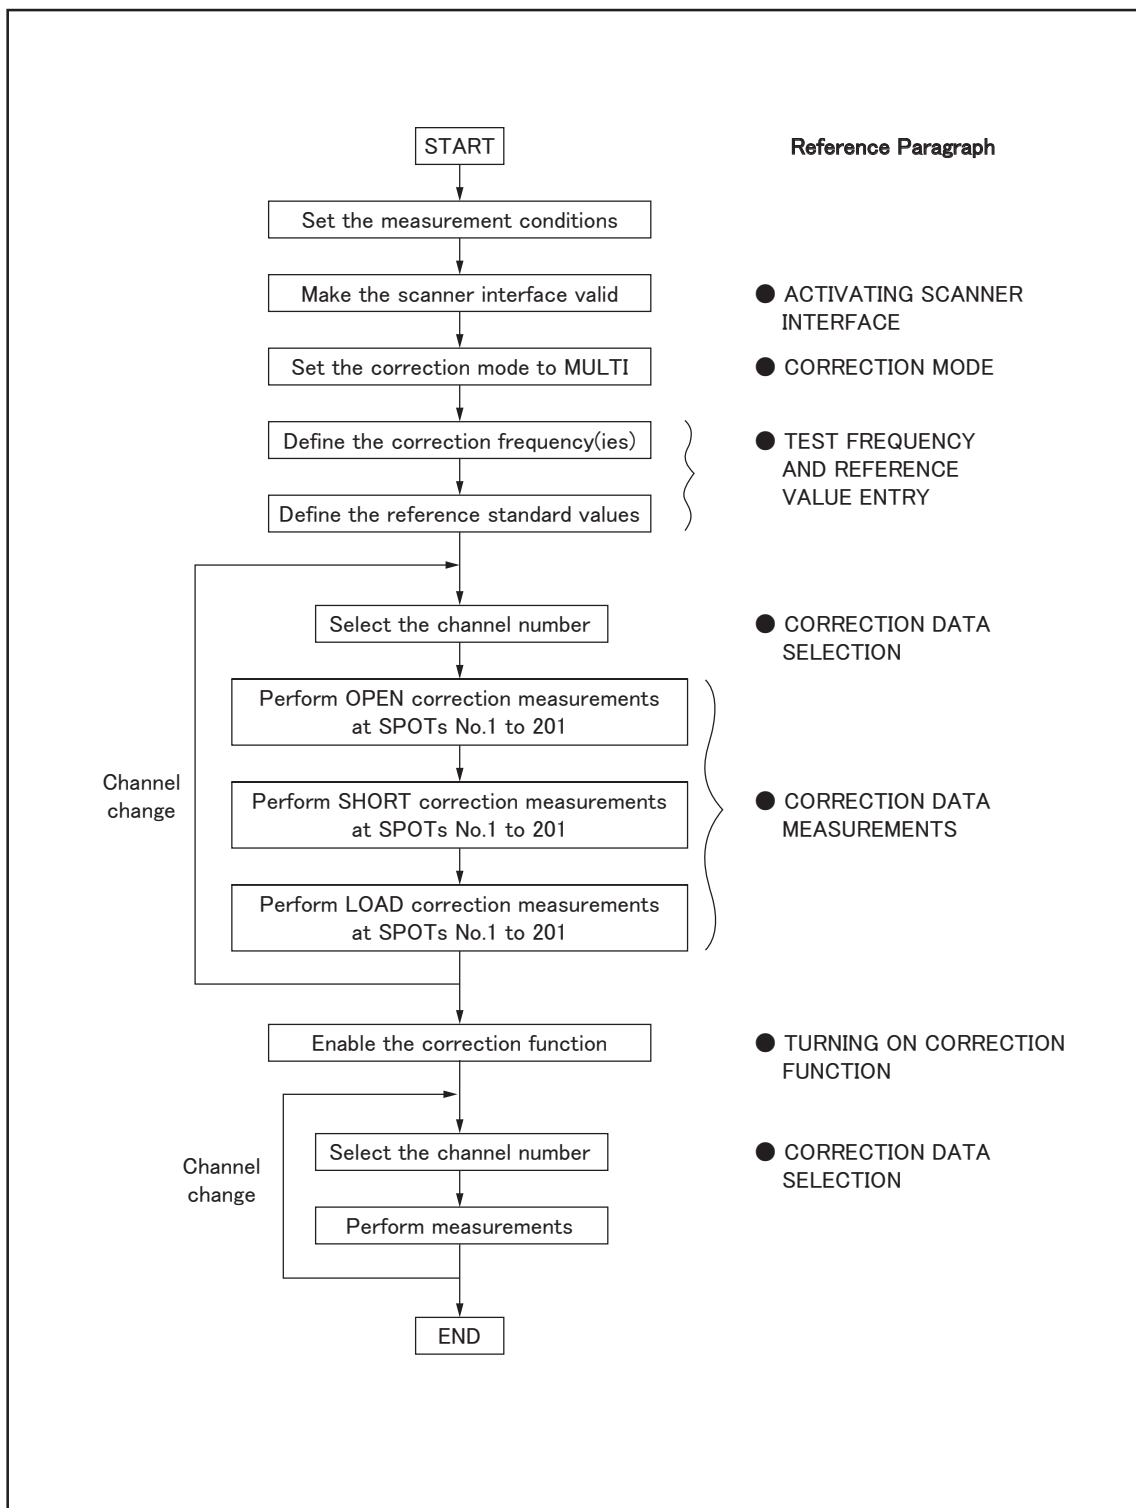 START
Reference Paragraph
Set the measurement conditions
Make the scanner interface valid
● ACTIVATING SCANNER
INTERFACE
Set the correction mode to MULTI
● CORRECTION MODE
Define the correction frequency(ies)
● TEST FREQUENCY
AND REFERENCE
VALUE ENTRY
Define the reference standard values
Select the channel number
● CORRECTION DATA
SELECTION
Perform OPEN correction measurements
at SPOTs No.1 to 201
Channel
change
Perform SHORT correction measurements
at SPOTs No.1 to 201
● CORRECTION DATA
MEASUREMENTS
Perform LOAD correction measurements
at SPOTs No.1 to 201
Enable the correction function
● TURNING ON CORRECTION
FUNCTION
Channel
change
Select the channel number
● CORRECTION DATA
SELECTION
Perform measurements
END